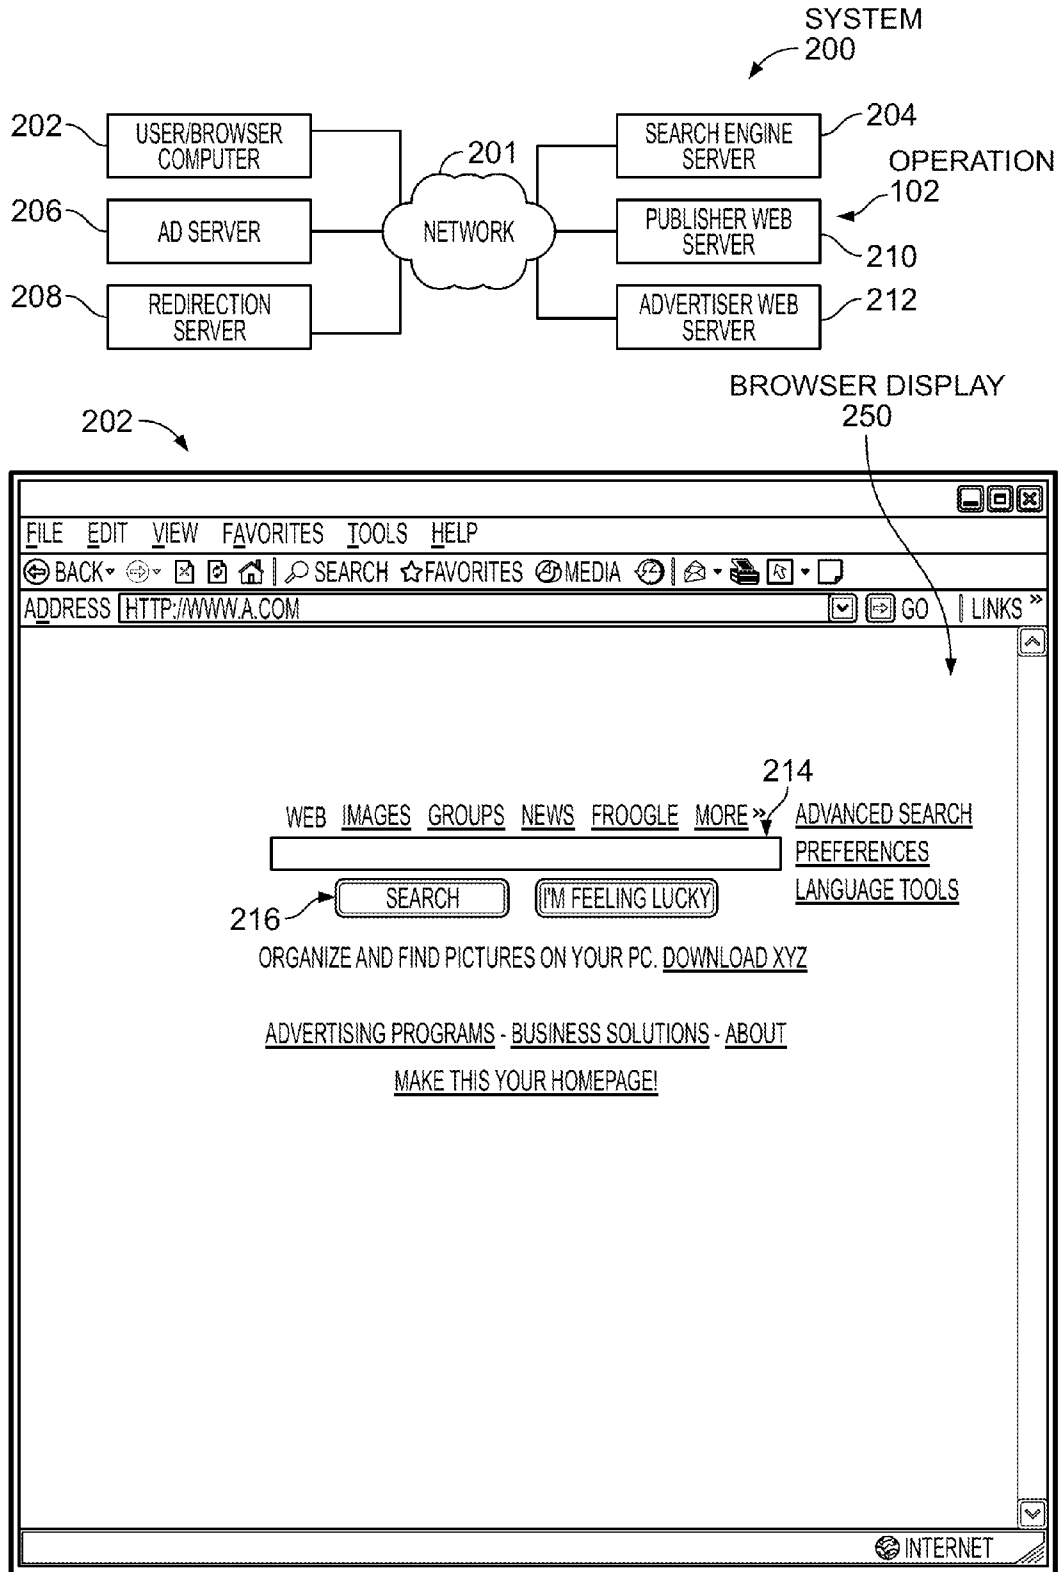 SYSTEM
200
202
USER/BROWSER
COMPUTER
201
SEARCH ENGINE
SERVER
204
OPERATION
102
206
AD SERVER
NETWORK
PUBLISHER WEB
SERVER
210
208
REDIRECTION
SERVER
ADVERTISER WEB
SERVER
212
BROWSER DISPLAY
250
202
FILE EDIT VIEW FAVORITES TOOLS HELP
BACK SEARCH FAVORITES MEDIA
ADDRESS HTTP://WWW.A.COM GO LINKS »
214
WEB IMAGES GROUPS NEWS FROOGLE MORE » ADVANCED SEARCH
PREFERENCES
SEARCH I'M FEELING LUCKY LANGUAGE TOOLS
216
ORGANIZE AND FIND PICTURES ON YOUR PC. DOWNLOAD XYZ
ADVERTISING PROGRAMS - BUSINESS SOLUTIONS - ABOUT
MAKE THIS YOUR HOMEPAGE!
INTERNET